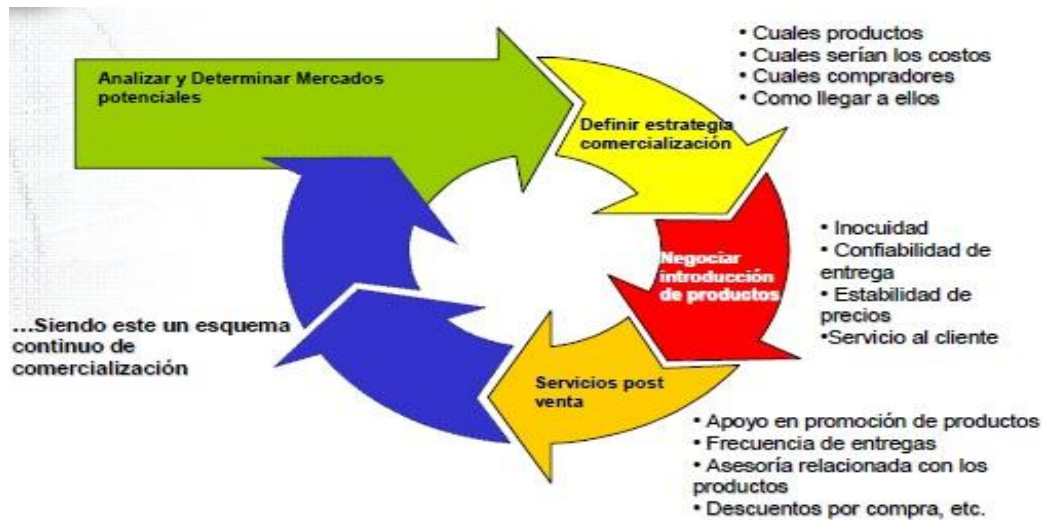 Analizar y Determinar Mercados
potenciales
• Cuales productos
• Cuales serían los costos
• Cuales compradores
• Como llegar a ellos
Definir estrategia
comercialización
• Inocuidad
• Confiabilidad de
entrega
• Estabilidad de
precios
•Servicio al cliente
Negociar
introducción
de productos
Servicios post
venta
• Apoyo en promoción de productos
• Frecuencia de entregas
• Asesoría relacionada con los
productos
• Descuentos por compra, etc.
...Siendo este un esquema
continuo de
comercialización